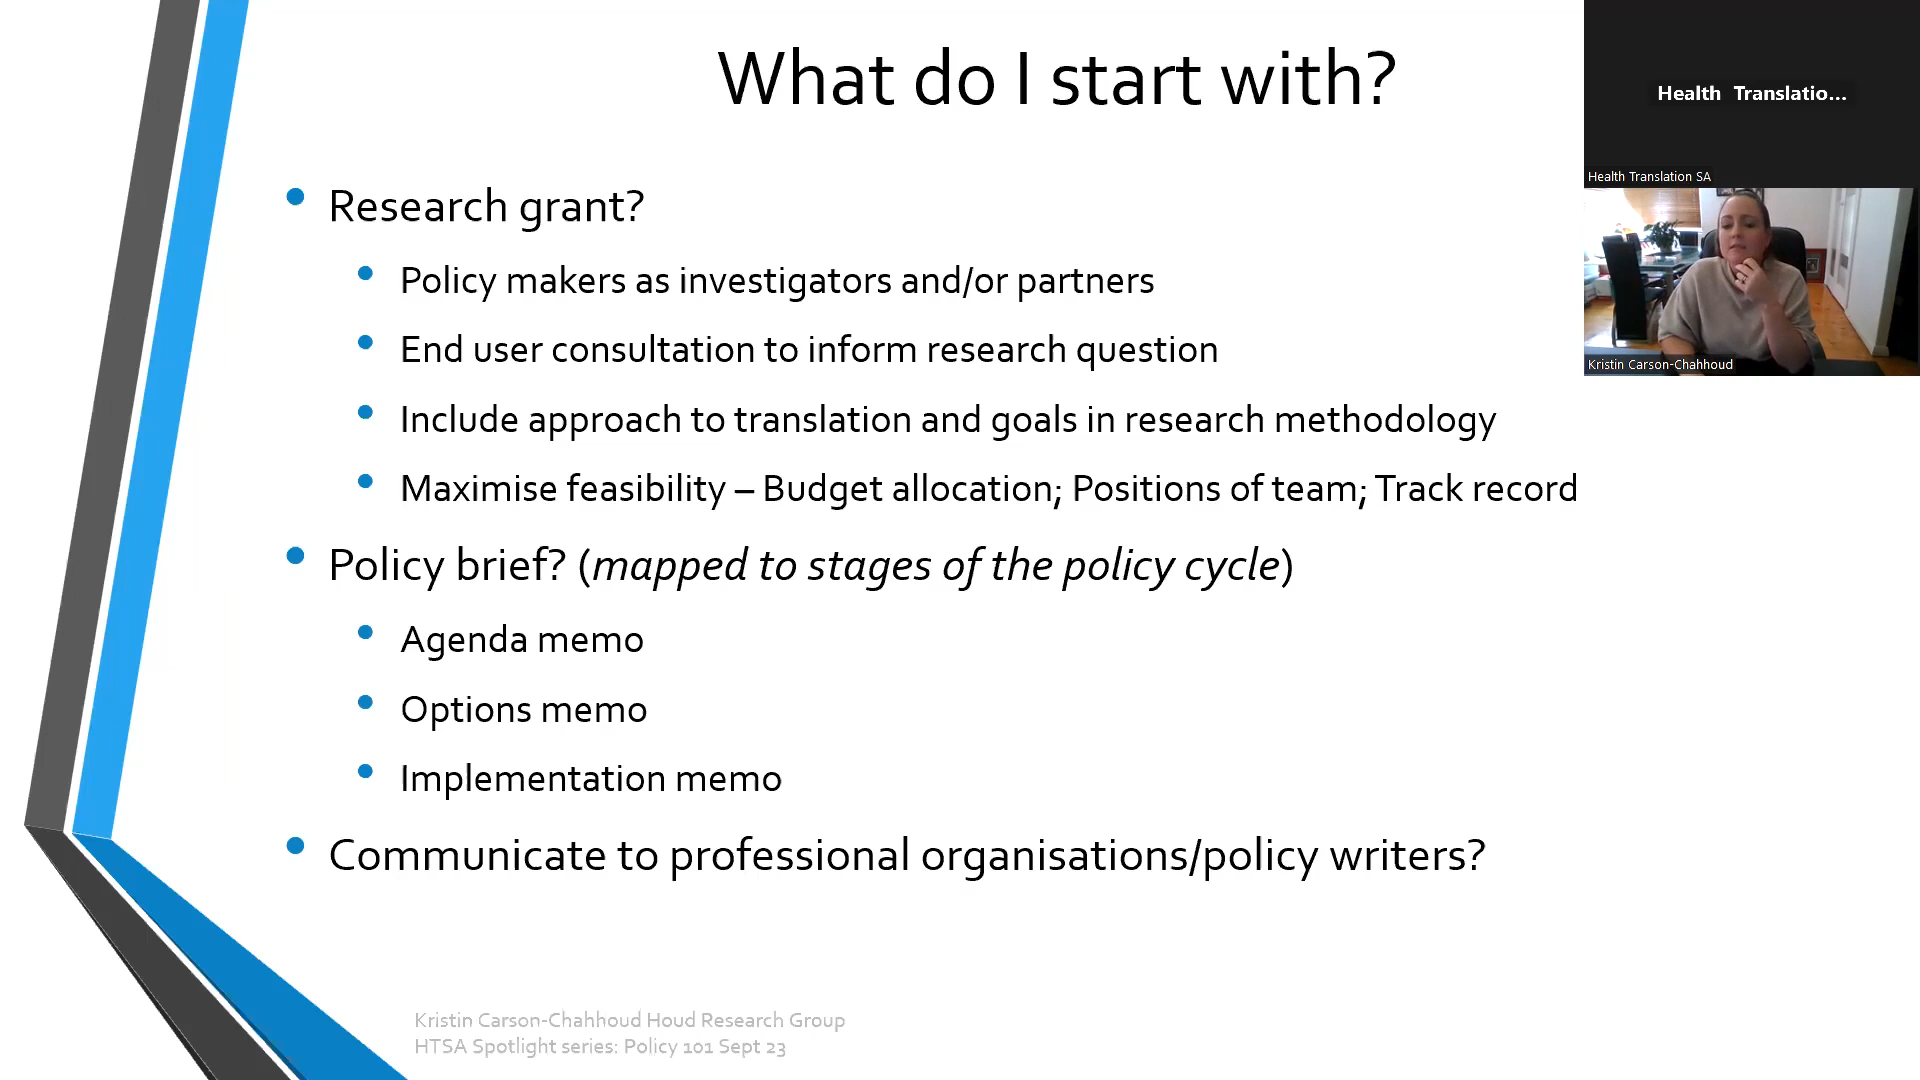 What do I start with?
Research grant?
Policy makers as investigators and/or partners
End user consultation to inform research question
Include approach to translation and goals in research methodology
Maximise feasibility – Budget allocation; Positions of team; Track record
Policy brief? (mapped to stages of the policy cycle)
Agenda memo
Options memo
Implementation memo
Communicate to professional organisations/policy writers?
Kristin Carson-Chahhoud Houd Research Group
HTSA Spotlight series: Policy 101 Sept 23
Health Translatio...
Health Translation SA
Kristin Carson-Chahhoud